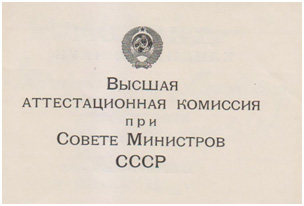 Высшая
аттестационная комиссия
при
Совете Министров
СССР